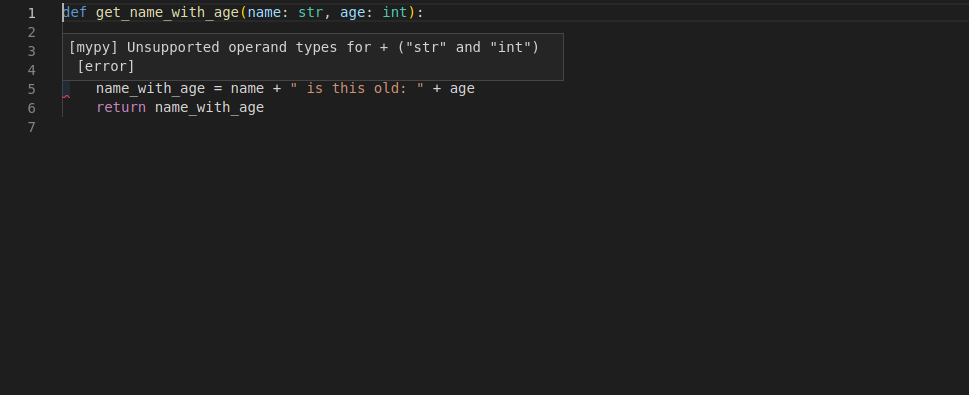 1 def get_name_with_age(name: str, age: int):
2
3 [mypy] Unsupported operand types for + ("str" and "int")
4 [error]
5 name_with_age = name + " is this old: " + age
6 return name_with_age
7